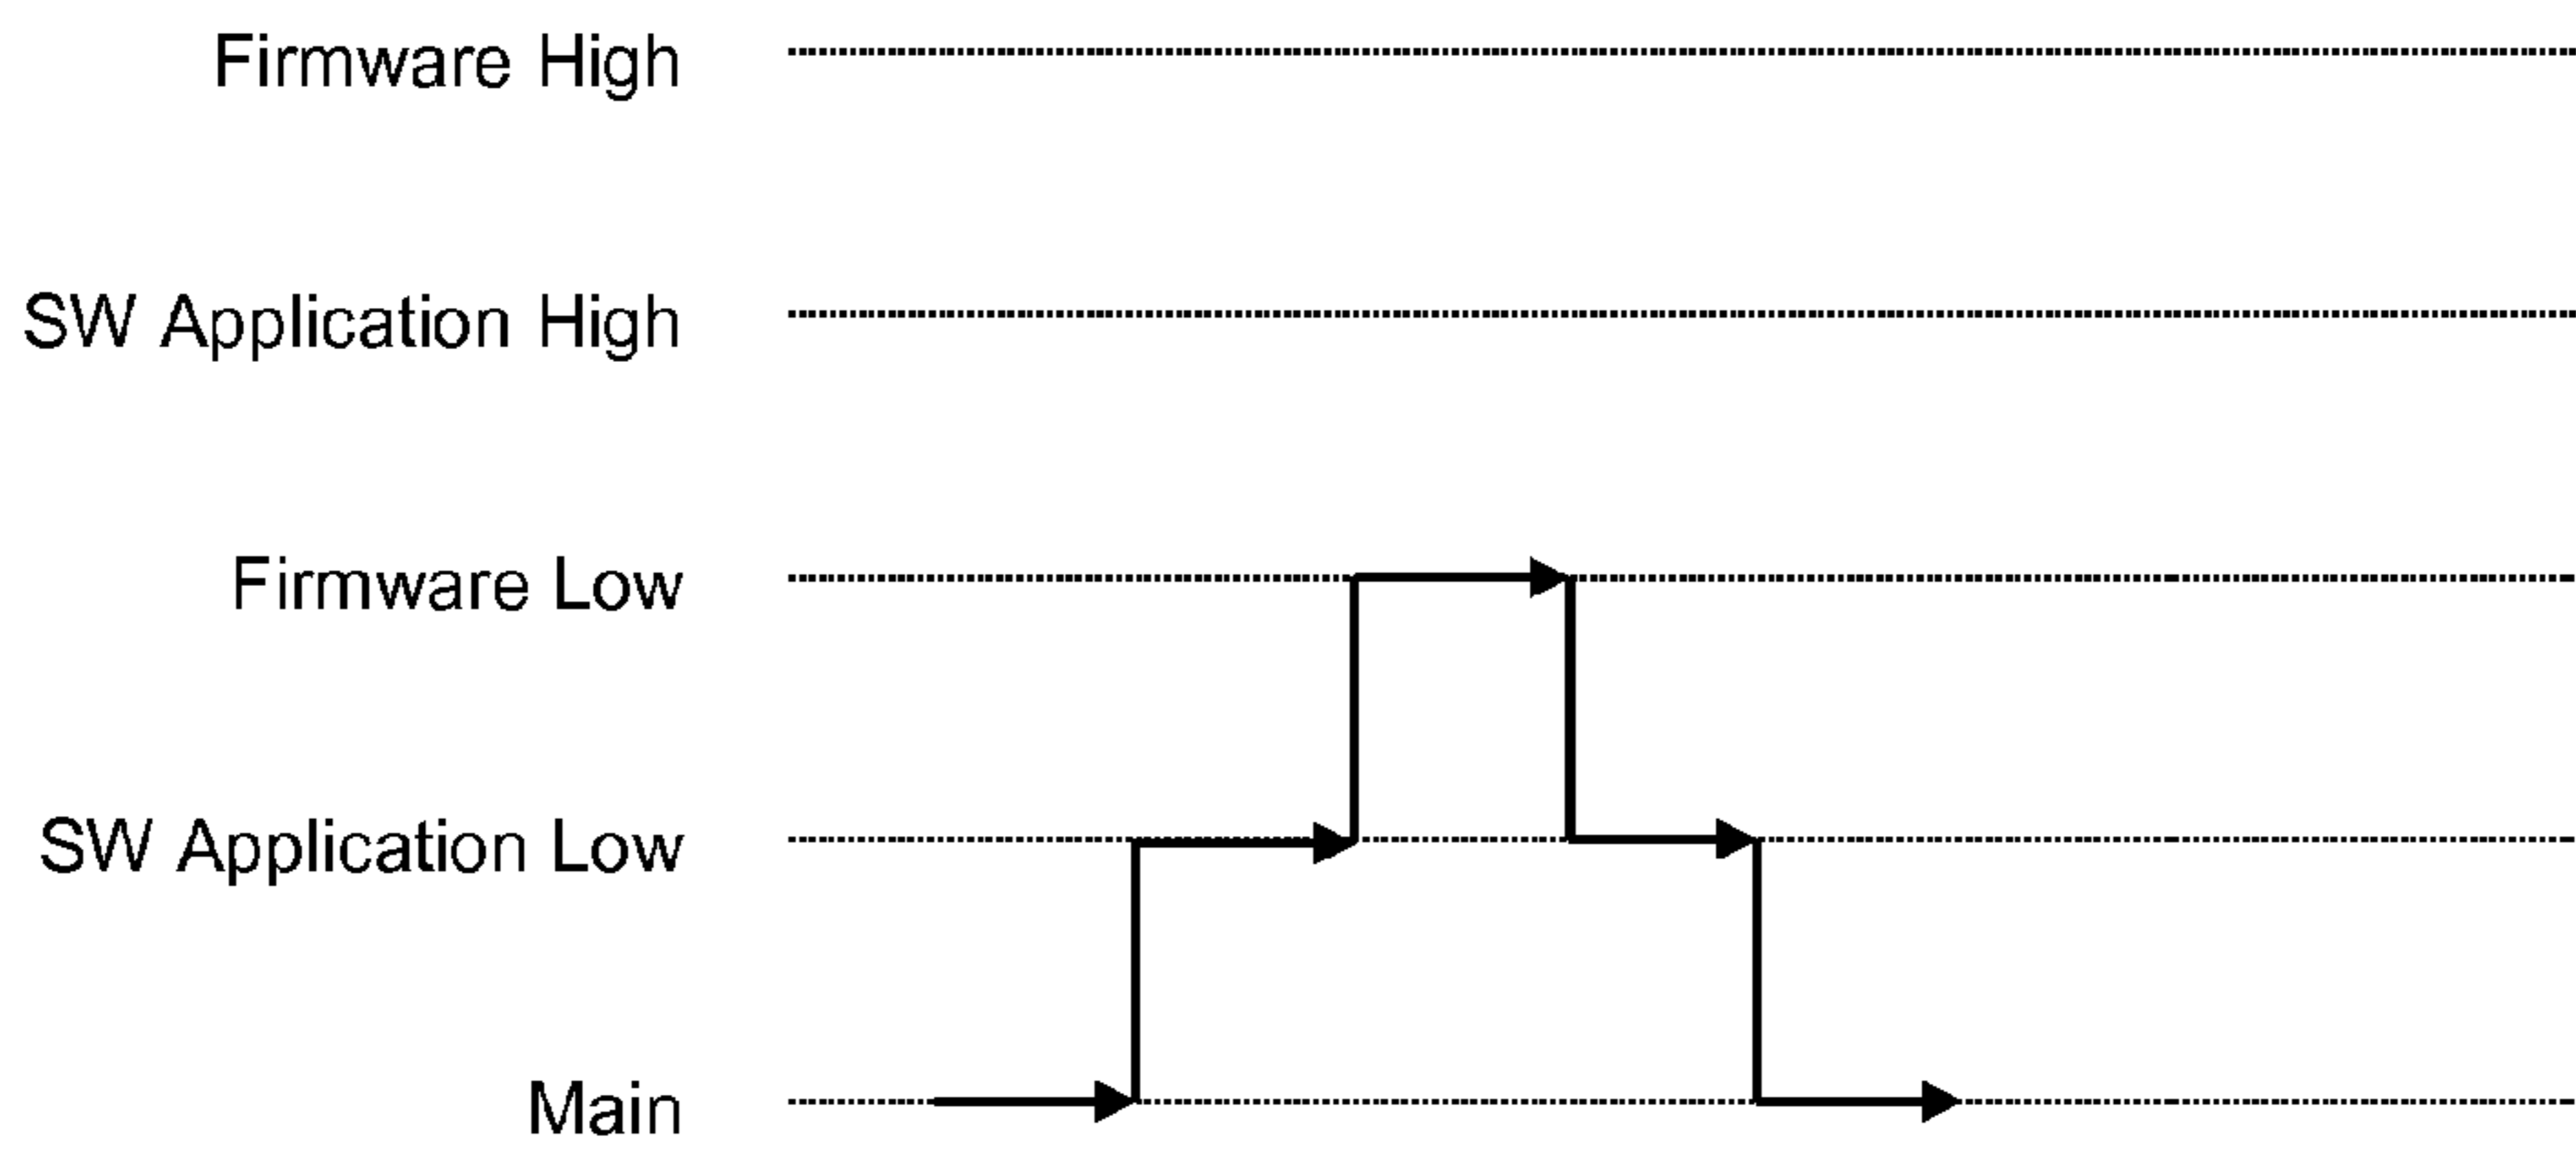 Firmware High
SW Application High
Firmware Low
SW Application Low
Main